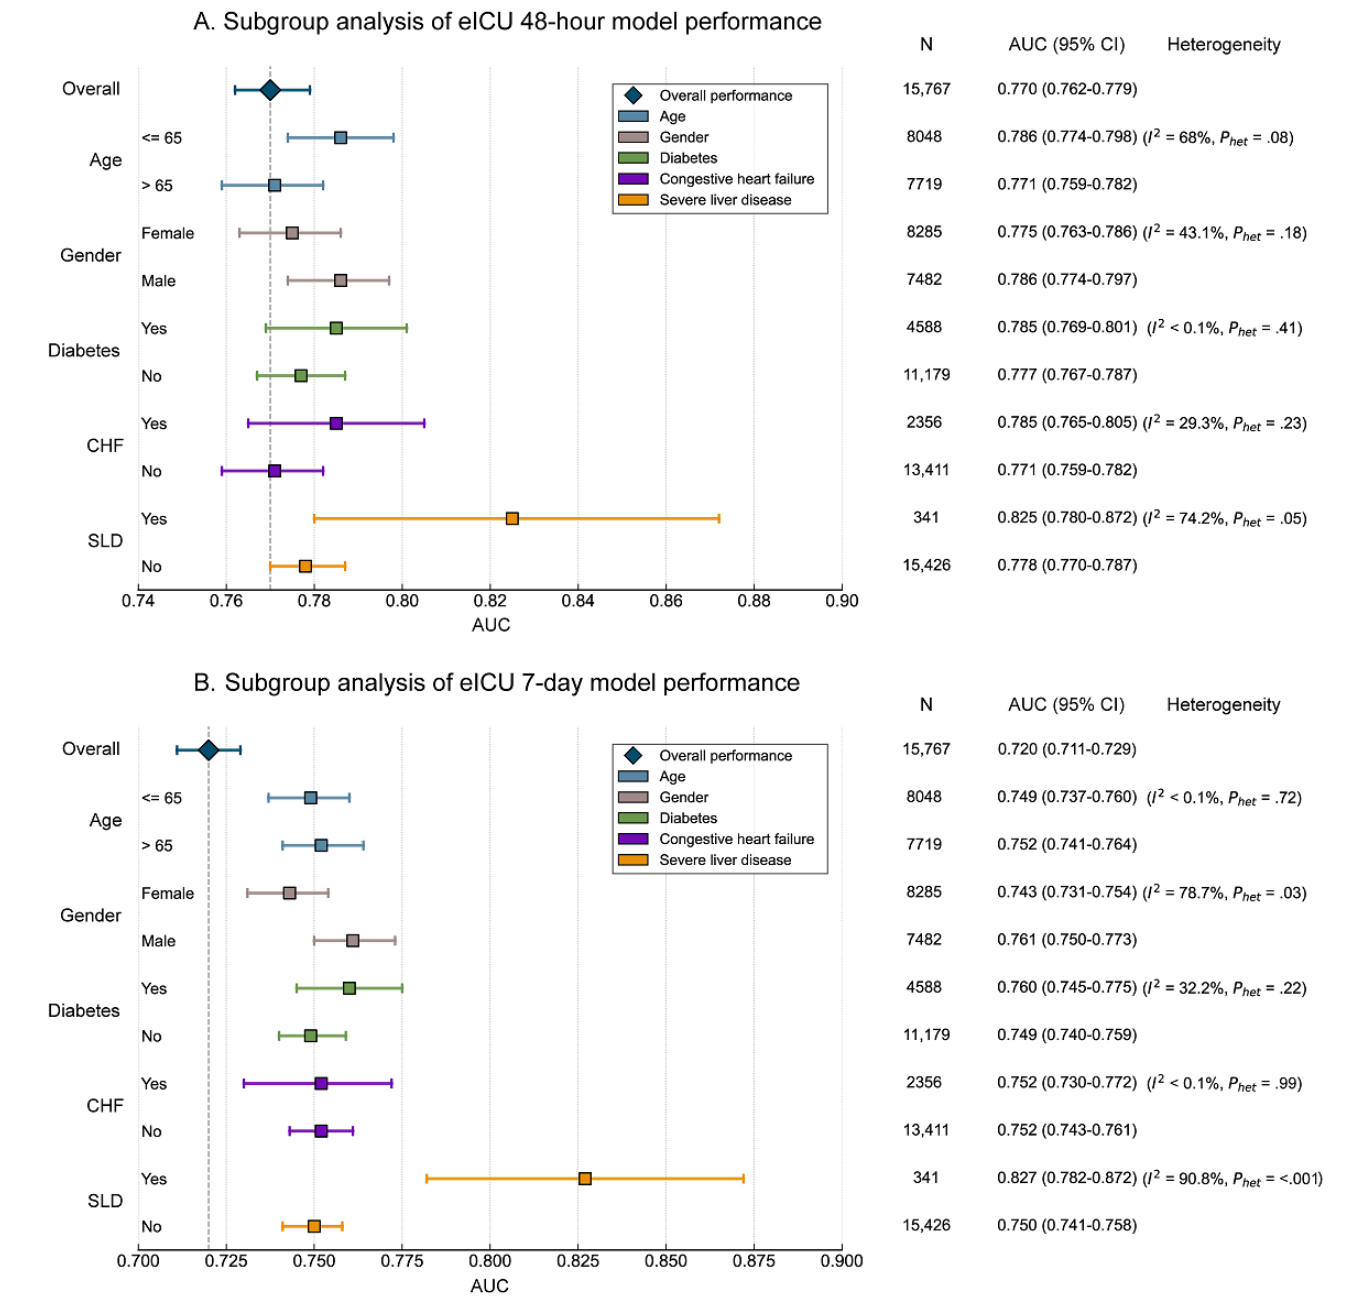 A. Subgroup analysis of eICU 48-hour model performance
N AUC (95% CI) Heterogeneity
Overall 15,767 0.770 (0.762-0.779)
Overall performance
Age
Gender
Diabetes
Congestive heart failure
Severe liver disease
Age
<= 65 8048 0.786 (0.774-0.798) (I² = 68%, Phet = .08)
> 65 7719 0.771 (0.759-0.782)
Gender
Female 8285 0.775 (0.763-0.786) (I² = 43.1%, Phet = .18)
Male 7482 0.786 (0.774-0.797)
Diabetes
Yes 4588 0.785 (0.769-0.801) (I² < 0.1%, Phet = .41)
No 11,179 0.777 (0.767-0.787)
CHF
Yes 2356 0.785 (0.765-0.805) (I² = 29.3%, Phet = .23)
No 13,411 0.771 (0.759-0.782)
SLD
Yes 341 0.825 (0.780-0.872) (I² = 74.2%, Phet = .05)
No 15,426 0.778 (0.770-0.787)
0.74 0.76 0.78 0.80 0.82 0.84 0.86 0.88 0.90
AUC
B. Subgroup analysis of eICU 7-day model performance
N AUC (95% CI) Heterogeneity
Overall 15,767 0.720 (0.711-0.729)
Overall performance
Age
Gender
Diabetes
Congestive heart failure
Severe liver disease
Age
<= 65 8048 0.749 (0.737-0.760) (I² < 0.1%, Phet = .72)
> 65 7719 0.752 (0.741-0.764)
Gender
Female 8285 0.743 (0.731-0.754) (I² = 78.7%, Phet = .03)
Male 7482 0.761 (0.750-0.773)
Diabetes
Yes 4588 0.760 (0.745-0.775) (I² = 32.2%, Phet = .22)
No 11,179 0.749 (0.740-0.759)
CHF
Yes 2356 0.752 (0.730-0.772) (I² < 0.1%, Phet = .99)
No 13,411 0.752 (0.743-0.761)
SLD
Yes 341 0.827 (0.782-0.872) (I² = 90.8%, Phet = <.001)
No 15,426 0.750 (0.741-0.758)
0.700 0.725 0.750 0.775 0.800 0.825 0.850 0.875 0.900
AUC